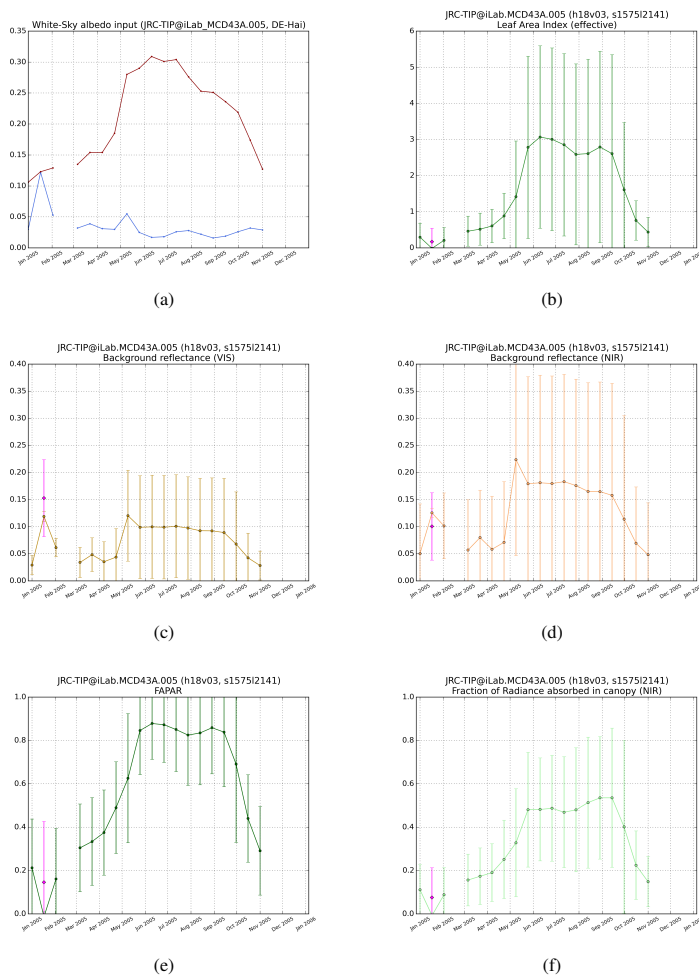 White-Sky albedo input (JRC-TIP@iLab_MCD43A.005, DE-Hai)
0.35
0.30
0.25
0.20
0.15
0.10
0.05
0.00
Jan 2005 Feb 2005 Mar 2005 Apr 2005 May 2005 Jun 2005 Jul 2005 Aug 2005 Sep 2005 Oct 2005 Nov 2005 Dec 2005
(a)
JRC-TIP@iLab.MCD43A.005 (h18v03, s1575l2141)
Leaf Area Index (effective)
6
5
4
3
2
1
0
Jan 2005 Feb 2005 Mar 2005 Apr 2005 May 2005 Jun 2005 Jul 2005 Aug 2005 Sep 2005 Oct 2005 Nov 2005 Dec 2005
(b)
JRC-TIP@iLab.MCD43A.005 (h18v03, s1575l2141)
Background reflectance (VIS)
0.40
0.35
0.30
0.25
0.20
0.15
0.10
0.05
0.00
Jan 2005 Feb 2005 Mar 2005 Apr 2005 May 2005 Jun 2005 Jul 2005 Aug 2005 Sep 2005 Oct 2005 Nov 2005 Dec 2005 Jan 2006
(c)
JRC-TIP@iLab.MCD43A.005 (h18v03, s1575l2141)
Background reflectance (NIR)
0.40
0.35
0.30
0.25
0.20
0.15
0.10
0.05
0.00
Jan 2005 Feb 2005 Mar 2005 Apr 2005 May 2005 Jun 2005 Jul 2005 Aug 2005 Sep 2005 Oct 2005 Nov 2005 Dec 2005
(d)
JRC-TIP@iLab.MCD43A.005 (h18v03, s1575l2141)
FAPAR
1.0
0.8
0.6
0.4
0.2
0.0
Jan 2005 Feb 2005 Mar 2005 Apr 2005 May 2005 Jun 2005 Jul 2005 Aug 2005 Sep 2005 Oct 2005 Nov 2005 Dec 2005 Jan 2006
(e)
JRC-TIP@iLab.MCD43A.005 (h18v03, s1575l2141)
Fraction of Radiance absorbed in canopy (NIR)
1.0
0.8
0.6
0.4
0.2
0.0
Jan 2005 Feb 2005 Mar 2005 Apr 2005 May 2005 Jun 2005 Jul 2005 Aug 2005 Sep 2005 Oct 2005 Nov 2005 Dec 2005
(f)